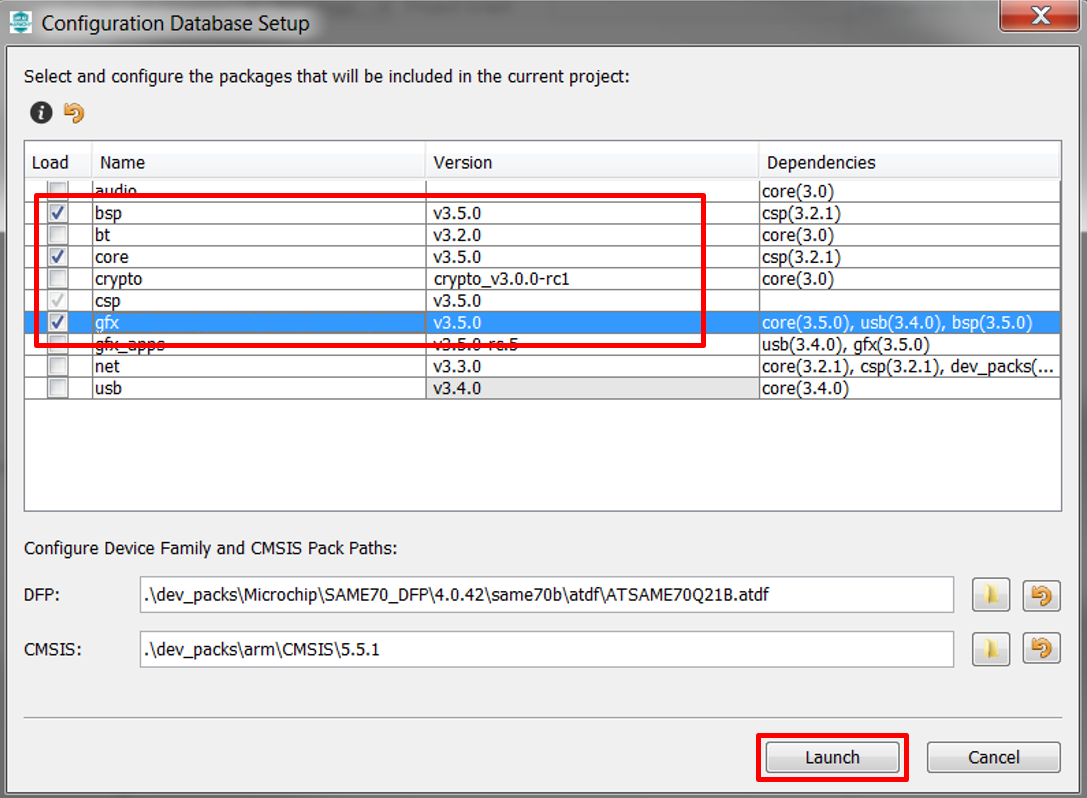 Configuration Database Setup
Select and configure the packages that will be included in the current project:
Load Name Version Dependencies
audio core(3.0)
bsp v3.5.0 csp(3.2.1)
bt v3.2.0 core(3.0)
core v3.5.0 csp(3.2.1)
crypto crypto_v3.0.0-rc1 core(3.0)
csp v3.5.0
gfx v3.5.0 core(3.5.0), usb(3.4.0), bsp(3.5.0)
gfx_apps v3.5.0-rc.5 usb(3.4.0), gfx(3.5.0)
net v3.3.0 core(3.2.1), csp(3.2.1), dev_packs(...
usb v3.4.0 core(3.4.0)
Configure Device Family and CMSIS Pack Paths:
DFP: .\dev_packs\Microchip\SAME70_DFP\4.0.42\same70b\atdf\ATSAME70Q21B.atdf
CMSIS: .\dev_packs\arm\CMSIS\5.5.1
Launch Cancel